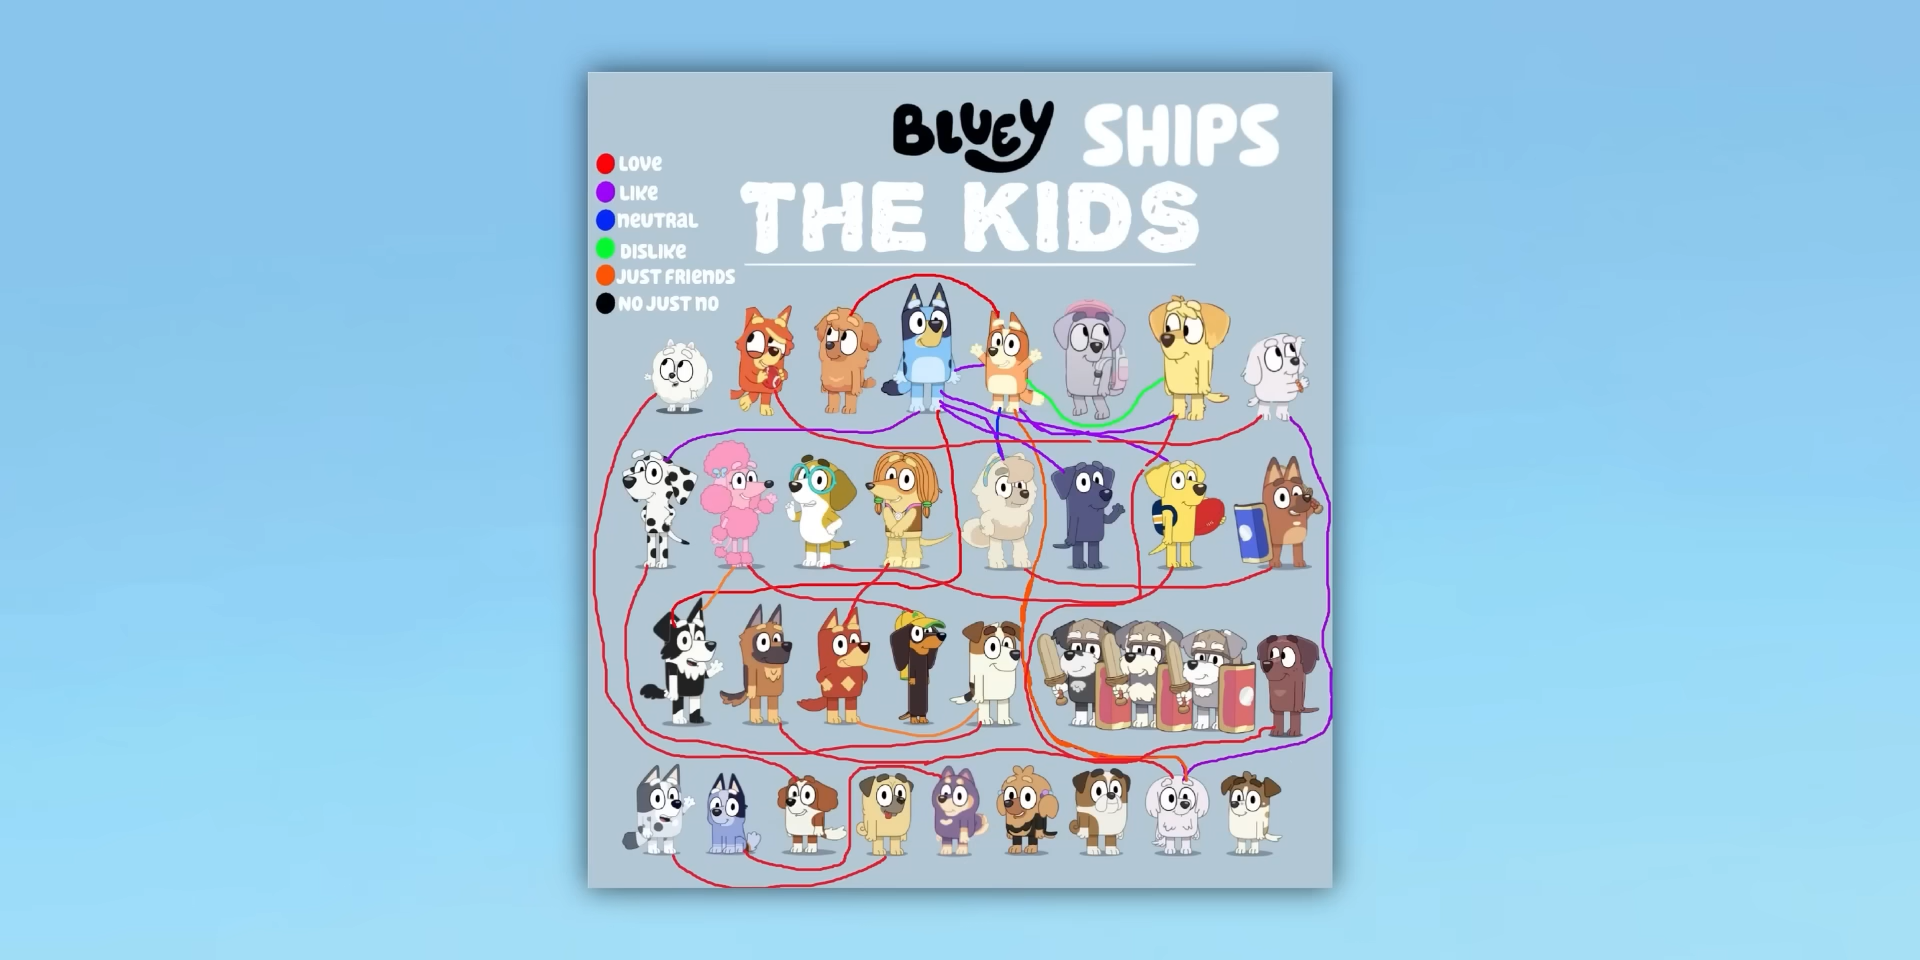 BLUEY SHIPS
THE KIDS
LOVE
LIKE
NEUTRAL
DISLIKE
JUST FRIENDS
NO JUST NO